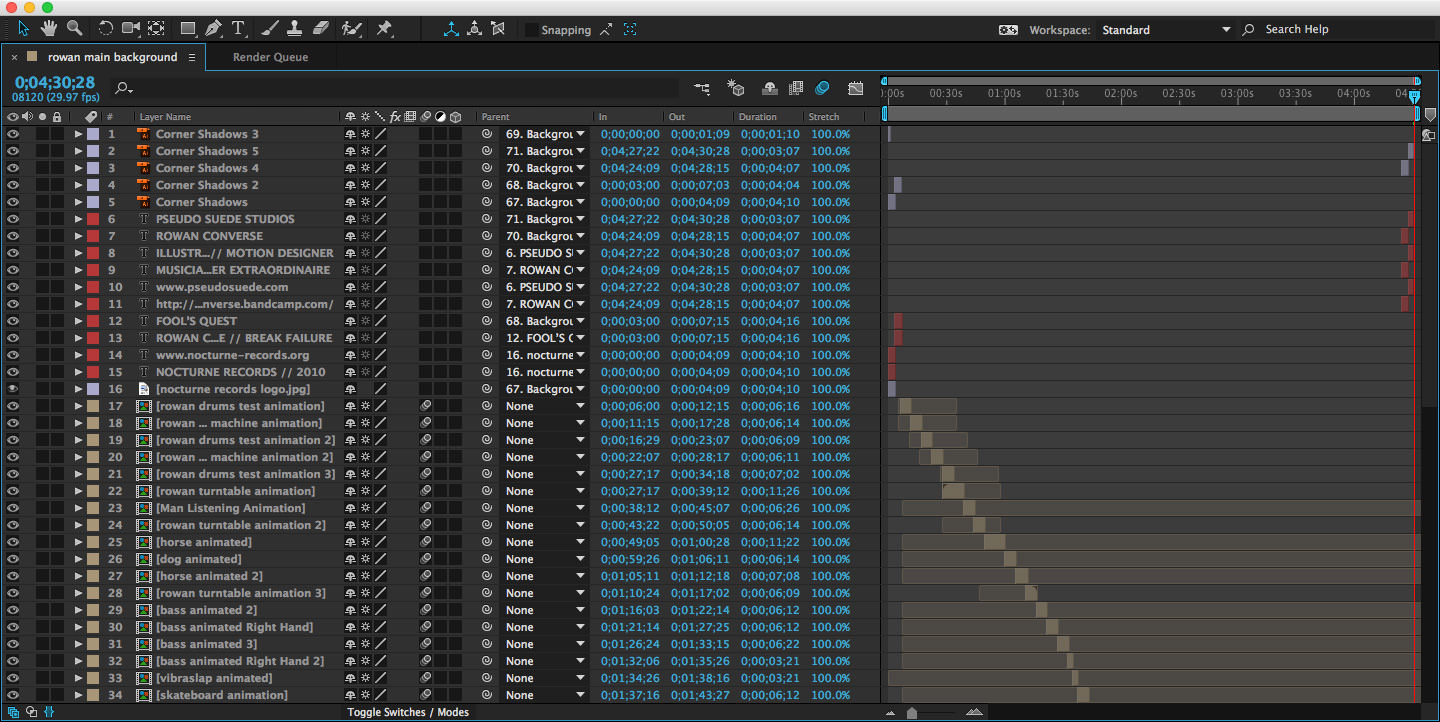 Snapping Workspace: Standard Search Help
× rowan main background Render Queue
0;04;30;28
08120 (29.97 fps)
:00s 00:30s 01:00s 01:30s 02:00s 02:30s 03:00s 03:30s 04:00s 04:
# Layer Name Parent In Out Duration Stretch
1 Corner Shadows 3 69. Backgrou 0;00;00;00 0;00;01;09 0;00;01;10 100.0%
2 Corner Shadows 5 71. Backgrou 0;04;27;22 0;04;30;28 0;00;03;07 100.0%
3 Corner Shadows 4 70. Backgrou 0;04;24;09 0;04;28;15 0;00;04;07 100.0%
4 Corner Shadows 2 68. Backgrou 0;00;03;00 0;00;07;03 0;00;04;04 100.0%
5 Corner Shadows 67. Backgrou 0;00;00;00 0;00;04;09 0;00;04;10 100.0%
6 T PSEUDO SUEDE STUDIOS 71. Backgrou 0;04;27;22 0;04;30;28 0;00;03;07 100.0%
7 T ROWAN CONVERSE 70. Backgrou 0;04;24;09 0;04;28;15 0;00;04;07 100.0%
8 T ILLUSTR...// MOTION DESIGNER 6. PSEUDO S 0;04;27;22 0;04;30;28 0;00;03;07 100.0%
9 T MUSICIA...ER EXTRAORDINAIRE 7. ROWAN C 0;04;24;09 0;04;28;15 0;00;04;07 100.0%
10 T www.pseudosuede.com 6. PSEUDO S 0;04;27;22 0;04;30;28 0;00;03;07 100.0%
11 T http://...nverse.bandcamp.com/ 7. ROWAN C 0;04;24;09 0;04;28;15 0;00;04;07 100.0%
12 T FOOL'S QUEST 68. Backgrou 0;00;03;00 0;00;07;15 0;00;04;16 100.0%
13 T ROWAN C...E // BREAK FAILURE 12. FOOL'S 0;00;03;00 0;00;07;15 0;00;04;16 100.0%
14 T www.nocturne-records.org 16. nocturne 0;00;00;00 0;00;04;09 0;00;04;10 100.0%
15 T NOCTURNE RECORDS // 2010 16. nocturne 0;00;00;00 0;00;04;09 0;00;04;10 100.0%
16 [nocturne records logo.jpg] 67. Backgrou 0;00;00;00 0;00;04;09 0;00;04;10 100.0%
17 [rowan drums test animation] None 0;00;06;00 0;00;12;15 0;00;06;16 100.0%
18 [rowan ... machine animation] None 0;00;11;15 0;00;17;28 0;00;06;14 100.0%
19 [rowan drums test animation 2] None 0;00;16;29 0;00;23;07 0;00;06;09 100.0%
20 [rowan ... machine animation 2] None 0;00;22;07 0;00;28;17 0;00;06;11 100.0%
21 [rowan drums test animation 3] None 0;00;27;17 0;00;34;18 0;00;07;02 100.0%
22 [rowan turntable animation] None 0;00;27;17 0;00;39;12 0;00;11;26 100.0%
23 [Man Listening Animation] None 0;00;38;12 0;00;45;07 0;00;06;26 100.0%
24 [rowan turntable animation 2] None 0;00;43;22 0;00;50;05 0;00;06;14 100.0%
25 [horse animated] None 0;00;49;05 0;01;00;28 0;00;11;22 100.0%
26 [dog animated] None 0;00;59;26 0;01;06;11 0;00;06;14 100.0%
27 [horse animated 2] None 0;01;05;11 0;01;12;18 0;00;07;08 100.0%
28 [rowan turntable animation 3] None 0;01;10;24 0;01;17;02 0;00;06;09 100.0%
29 [bass animated 2] None 0;01;16;03 0;01;22;14 0;00;06;12 100.0%
30 [bass animated Right Hand] None 0;01;21;14 0;01;27;25 0;00;06;12 100.0%
31 [bass animated 3] None 0;01;26;24 0;01;33;15 0;00;06;22 100.0%
32 [bass animated Right Hand 2] None 0;01;32;06 0;01;35;26 0;00;03;21 100.0%
33 [vibraslap animated] None 0;01;34;26 0;01;38;16 0;00;03;21 100.0%
34 [skateboard animation] None 0;01;37;16 0;01;43;27 0;00;06;12 100.0%
Toggle Switches / Modes